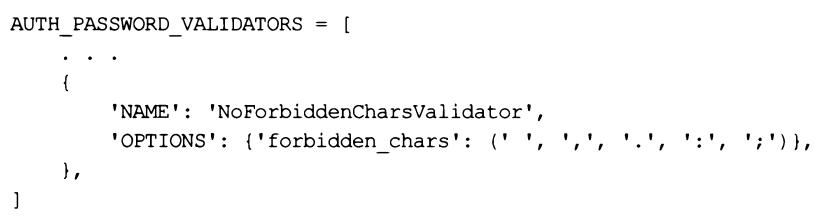 AUTH_PASSWORD_VALIDATORS = [
    . . .
    {
        'NAME': 'NoForbiddenCharsValidator',
        'OPTIONS': {'forbidden_chars': (' ', ',', '.', ':', ';')},
    },
]